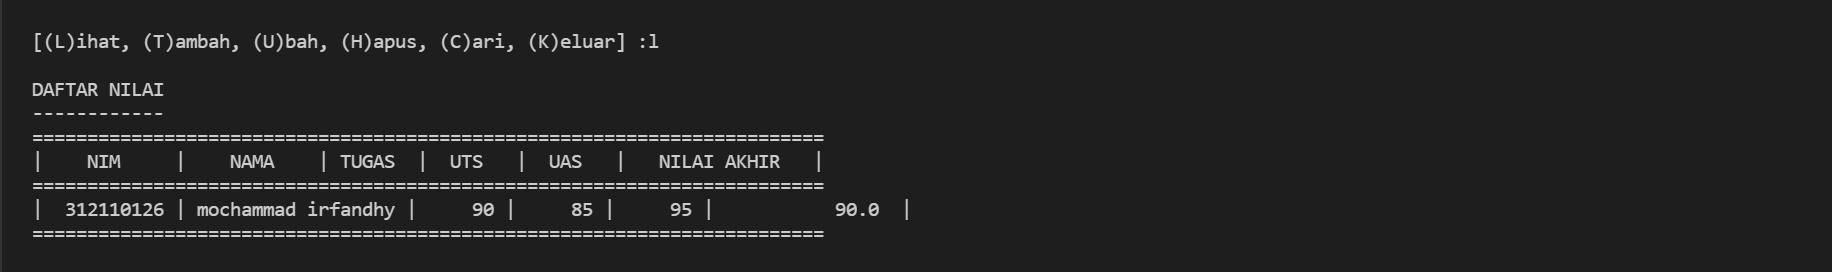 [(L)ihat, (T)ambah, (U)bah, (H)apus, (C)ari, (K)eluar] :l
DAFTAR NILAI
------------
========================================================================
|    NIM     |    NAMA    | TUGAS  |  UTS   |  UAS   |   NILAI AKHIR   |
========================================================================
|  312110126 | mochammad irfandhy |     90 |     85 |     95 |           90.0  |
========================================================================